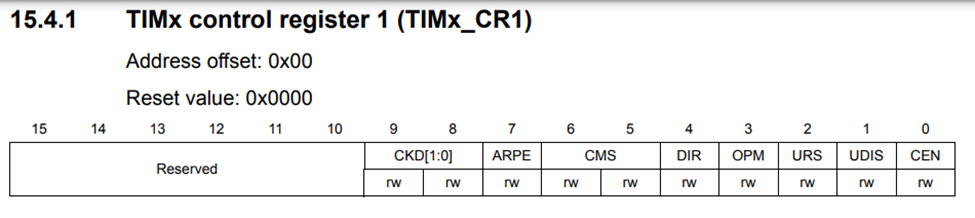 15.4.1 TIMx control register 1 (TIMx_CR1)
Address offset: 0x00
Reset value: 0x0000
15 14 13 12 11 10 9 8 7 6 5 4 3 2 1 0
Reserved CKD[1:0] ARPE CMS DIR OPM URS UDIS CEN
rw rw rw rw rw rw rw rw rw rw